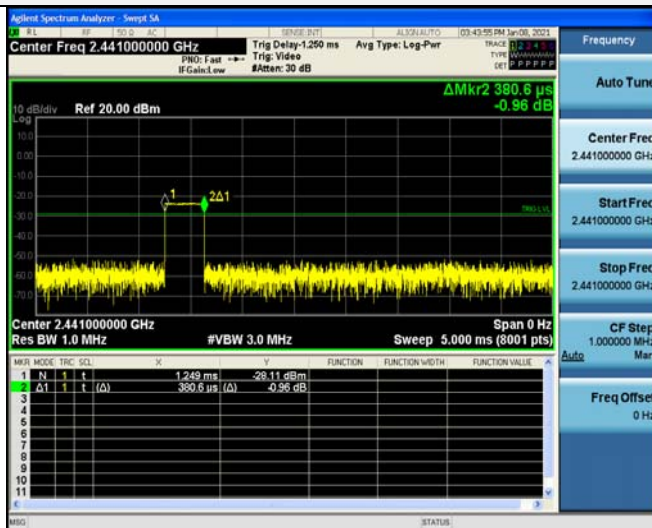 Agilent Spectrum Analyzer - Swept SA
RL RF 50 Ω AC SENSE:INT ALIGNAUTO 03:43:55 PM Jan 08, 2021
Center Freq 2.441000000 GHz
PNO: Fast
IFGain:Low
Trig Delay-1.250 ms
Trig: Video
#Atten: 30 dB
Avg Type: Log-Pwr
TRACE 1 2 3 4 5 6
TYPE
DET P P P P P P
ΔMkr2 380.6 µs
-0.96 dB
10 dB/div
Log
Ref 20.00 dBm
10.0
0.00
-10.0
-20.0
-30.0
-40.0
-50.0
-60.0
-70.0
1
2Δ1
TRIG LVL
Center 2.441000000 GHz Span 0 Hz
Res BW 1.0 MHz #VBW 3.0 MHz Sweep 5.000 ms (8001 pts)
MKR MODE TRC SCL X Y FUNCTION FUNCTION WIDTH FUNCTION VALUE
1 N 1 t 1.249 ms -28.11 dBm
2 Δ1 1 t (Δ) 380.6 µs (Δ) -0.96 dB
3
4
5
6
7
8
9
10
11
MSG STATUS
Frequency
Auto Tune
Center Freq
2.441000000 GHz
Start Freq
2.441000000 GHz
Stop Freq
2.441000000 GHz
CF Step
1.000000 MHz
Auto Man
Freq Offset
0 Hz